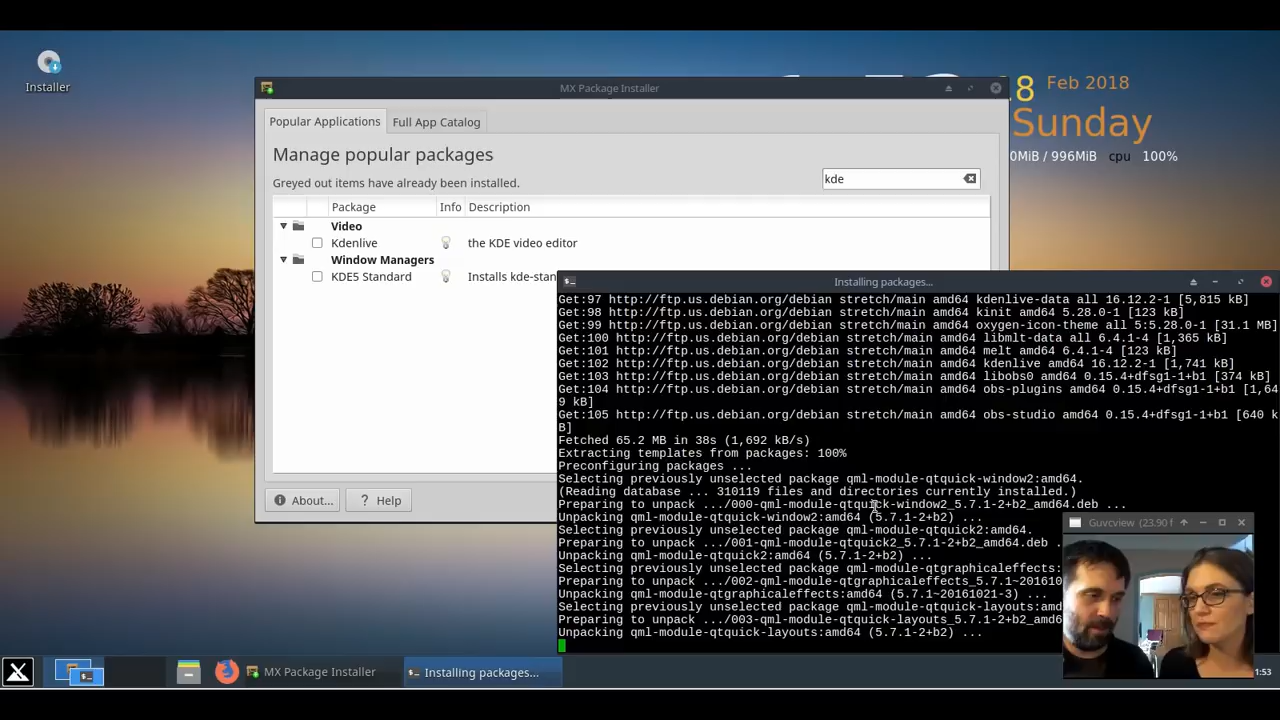 Installer
8 Feb 2018
Sunday
0MiB / 996MiB cpu 100%
MX Package Installer
Popular Applications
Full App Catalog
Manage popular packages
Greyed out items have already been installed.
kde
Package Info Description
Video
Kdenlive the KDE video editor
Window Managers
KDE5 Standard Installs kde-stan
About...
Help
Installing packages...
Get:97 http://ftp.us.debian.org/debian stretch/main amd64 kdenlive-data all 16.12.2-1 [5,815 kB]
Get:98 http://ftp.us.debian.org/debian stretch/main amd64 kinit amd64 5.28.0-1 [123 kB]
Get:99 http://ftp.us.debian.org/debian stretch/main amd64 oxygen-icon-theme all 5:5.28.0-1 [31.1 MB]
Get:100 http://ftp.us.debian.org/debian stretch/main amd64 libmlt-data all 6.4.1-4 [1,365 kB]
Get:101 http://ftp.us.debian.org/debian stretch/main amd64 melt amd64 6.4.1-4 [123 kB]
Get:102 http://ftp.us.debian.org/debian stretch/main amd64 kdenlive amd64 16.12.2-1 [1,741 kB]
Get:103 http://ftp.us.debian.org/debian stretch/main amd64 libobs0 amd64 0.15.4+dfsg1-1+b1 [374 kB]
Get:104 http://ftp.us.debian.org/debian stretch/main amd64 obs-plugins amd64 0.15.4+dfsg1-1+b1 [1,64
9 kB]
Get:105 http://ftp.us.debian.org/debian stretch/main amd64 obs-studio amd64 0.15.4+dfsg1-1+b1 [640 k
B]
Fetched 65.2 MB in 38s (1,692 kB/s)
Extracting templates from packages: 100%
Preconfiguring packages ...
Selecting previously unselected package qml-module-qtquick-window2:amd64.
(Reading database ... 310119 files and directories currently installed.)
Preparing to unpack .../000-qml-module-qtquick-window2_5.7.1-2+b2_amd64.deb ...
Unpacking qml-module-qtquick-window2:amd64 (5.7.1-2+b2) ...
Selecting previously unselected package qml-module-qtquick2:amd64.
Preparing to unpack .../001-qml-module-qtquick2_5.7.1-2+b2_amd64.deb .
Unpacking qml-module-qtquick2:amd64 (5.7.1-2+b2) ...
Selecting previously unselected package qml-module-qtgraphicaleffects:
Preparing to unpack .../002-qml-module-qtgraphicaleffects_5.7.1~201610
Unpacking qml-module-qtgraphicaleffects:amd64 (5.7.1~20161021-3) ...
Selecting previously unselected package qml-module-qtquick-layouts:amd
Preparing to unpack .../003-qml-module-qtquick-layouts_5.7.1-2+b2_amd6
Unpacking qml-module-qtquick-layouts:amd64 (5.7.1-2+b2) ...
Guvcview (23.90 f
MX Package Installer
Installing packages...
1:53